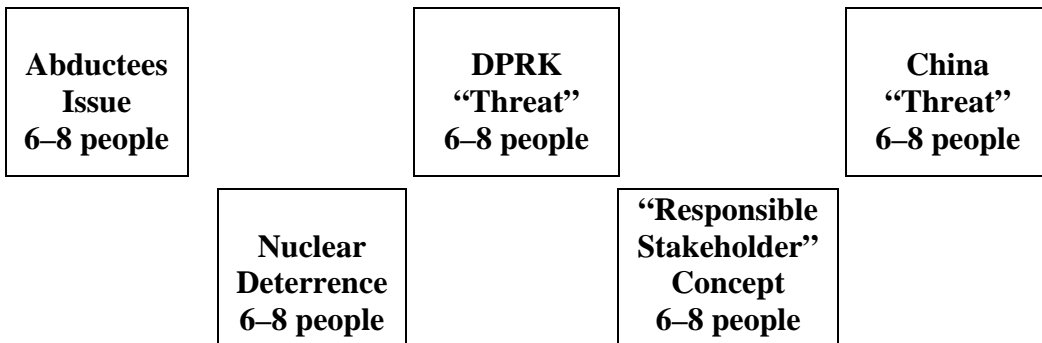 Abductees
Issue
6–8 people
DPRK
“Threat”
6–8 people
China
“Threat”
6–8 people
Nuclear
Deterrence
6–8 people
“Responsible
Stakeholder”
Concept
6–8 people